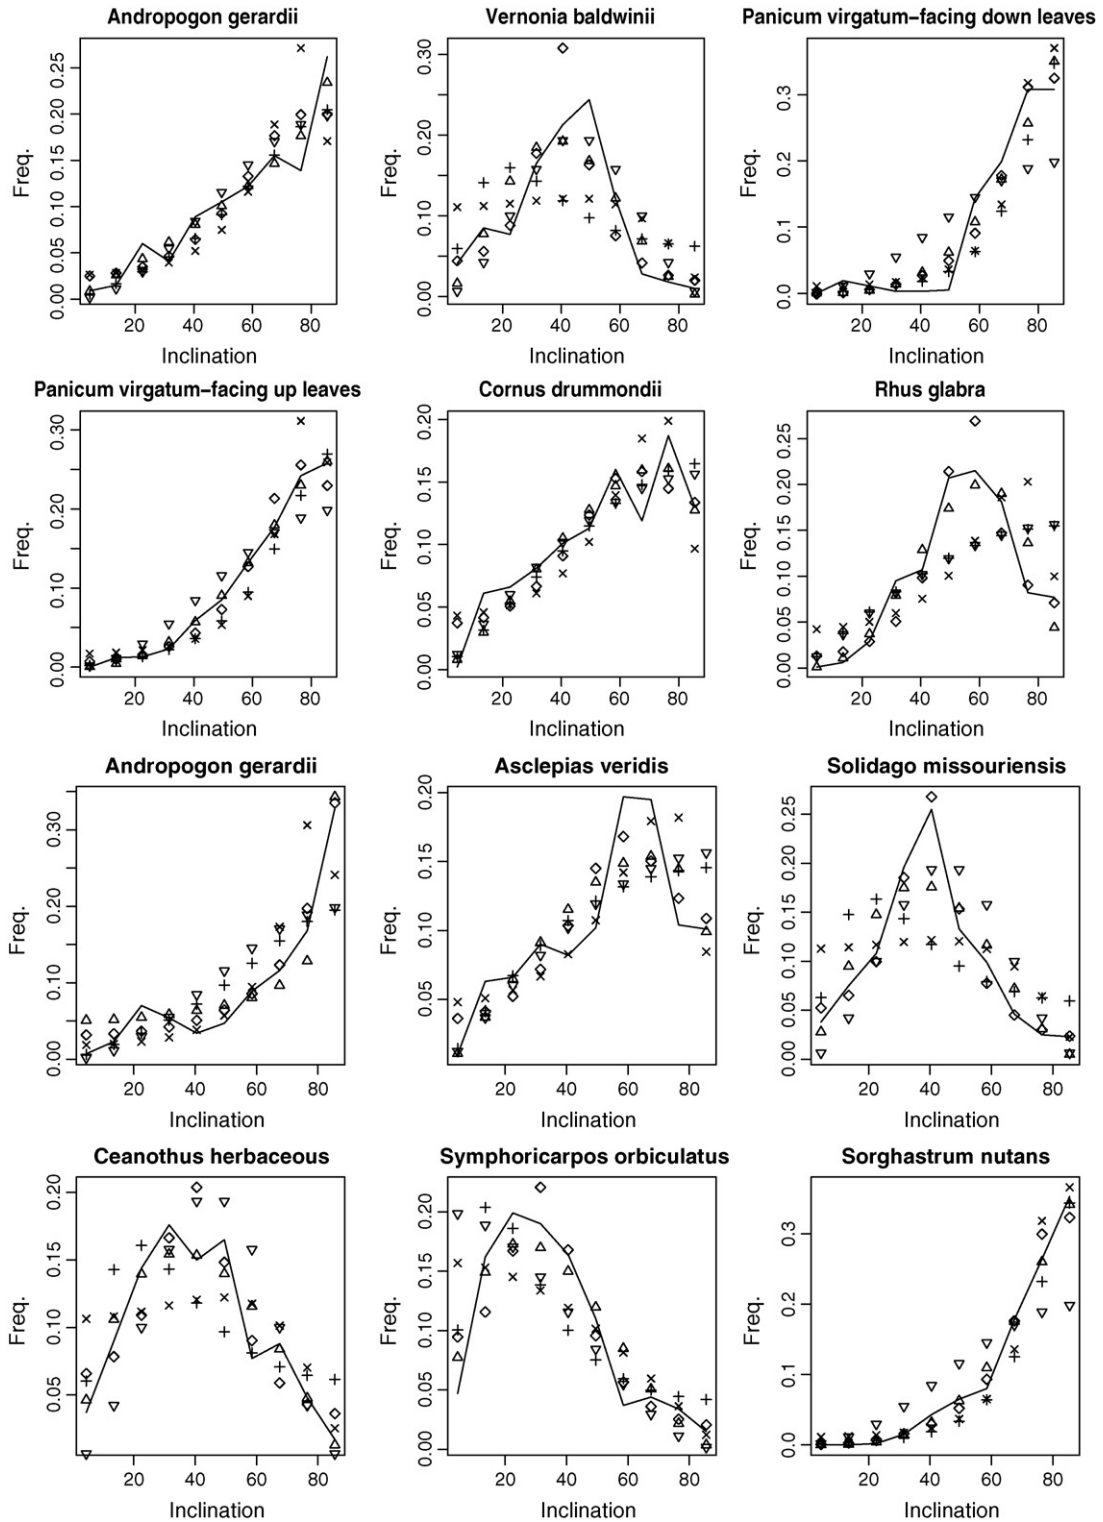 Andropogon gerardii
Freq.
0.00 0.05 0.10 0.15 0.20 0.25
20 40 60 80
Inclination
Vernonia baldwinii
Freq.
0.00 0.10 0.20 0.30
20 40 60 80
Inclination
Panicum virgatum–facing down leaves
Freq.
0.0 0.1 0.2 0.3
20 40 60 80
Inclination
Panicum virgatum–facing up leaves
Freq.
0.00 0.10 0.20 0.30
20 40 60 80
Inclination
Cornus drummondii
Freq.
0.00 0.05 0.10 0.15 0.20
20 40 60 80
Inclination
Rhus glabra
Freq.
0.00 0.05 0.10 0.15 0.20 0.25
20 40 60 80
Inclination
Andropogon gerardii
Freq.
0.00 0.10 0.20 0.30
20 40 60 80
Inclination
Asclepias veridis
Freq.
0.05 0.10 0.15 0.20
20 40 60 80
Inclination
Solidago missouriensis
Freq.
0.00 0.05 0.10 0.15 0.20 0.25
20 40 60 80
Inclination
Ceanothus herbaceous
Freq.
0.05 0.10 0.15 0.20
20 40 60 80
Inclination
Symphoricarpos orbiculatus
Freq.
0.00 0.05 0.10 0.15 0.20
20 40 60 80
Inclination
Sorghastrum nutans
Freq.
0.0 0.1 0.2 0.3
20 40 60 80
Inclination